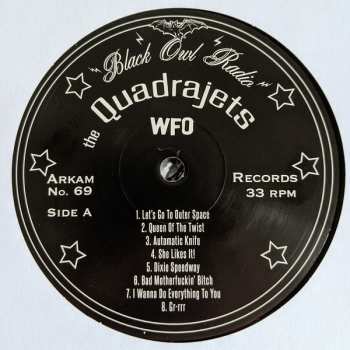 "Black Owl Radio"
the Quadrajets
WFO
ARKAM
No. 69
SIDE A
RECORDS
33 RPM
1. Let's Go To Outer Space
2. Queen Of The Twist
3. Automatic Knife
4. She Likes It!
5. Dixie Speedway
6. Bad Motherfuckin' Bitch
7. I Wanna Do Everything To You
8. Gr-rrr